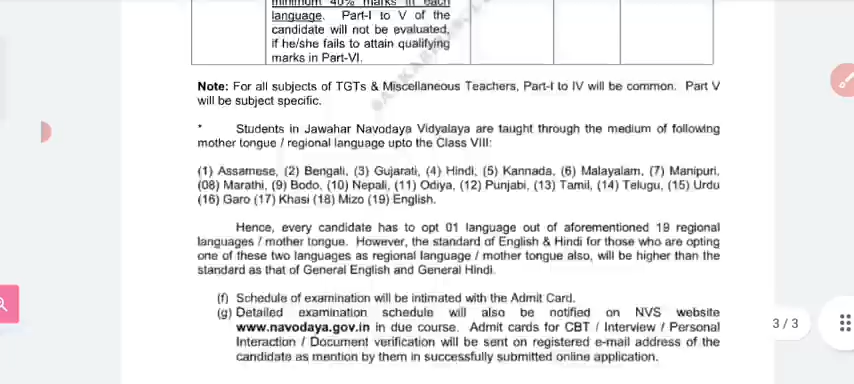 minimum 40% marks in each
language. Part-I to V of the
candidate will not be evaluated,
if he/she fails to attain qualifying
marks in Part-VI.
Note: For all subjects of TGTs & Miscellaneous Teachers, Part-I to IV will be common. Part V
will be subject specific.
* Students in Jawahar Navodaya Vidyalaya are taught through the medium of following
mother tongue / regional language upto the Class VIII:
(1) Assamese, (2) Bengali, (3) Gujarati, (4) Hindi, (5) Kannada, (6) Malayalam, (7) Manipuri,
(08) Marathi, (9) Bodo, (10) Nepali, (11) Odiya, (12) Punjabi, (13) Tamil, (14) Telugu, (15) Urdu
(16) Garo (17) Khasi (18) Mizo (19) English.
Hence, every candidate has to opt 01 language out of aforementioned 19 regional
languages / mother tongue. However, the standard of English & Hindi for those who are opting
one of these two languages as regional language / mother tongue also, will be higher than the
standard as that of General English and General Hindi.
(f) Schedule of examination will be intimated with the Admit Card.
(g) Detailed examination schedule will also be notified on NVS website
www.navodaya.gov.in in due course. Admit cards for CBT / Interview / Personal
Interaction / Document verification will be sent on registered e-mail address of the
candidate as mention by them in successfully submitted online application.
3 / 3